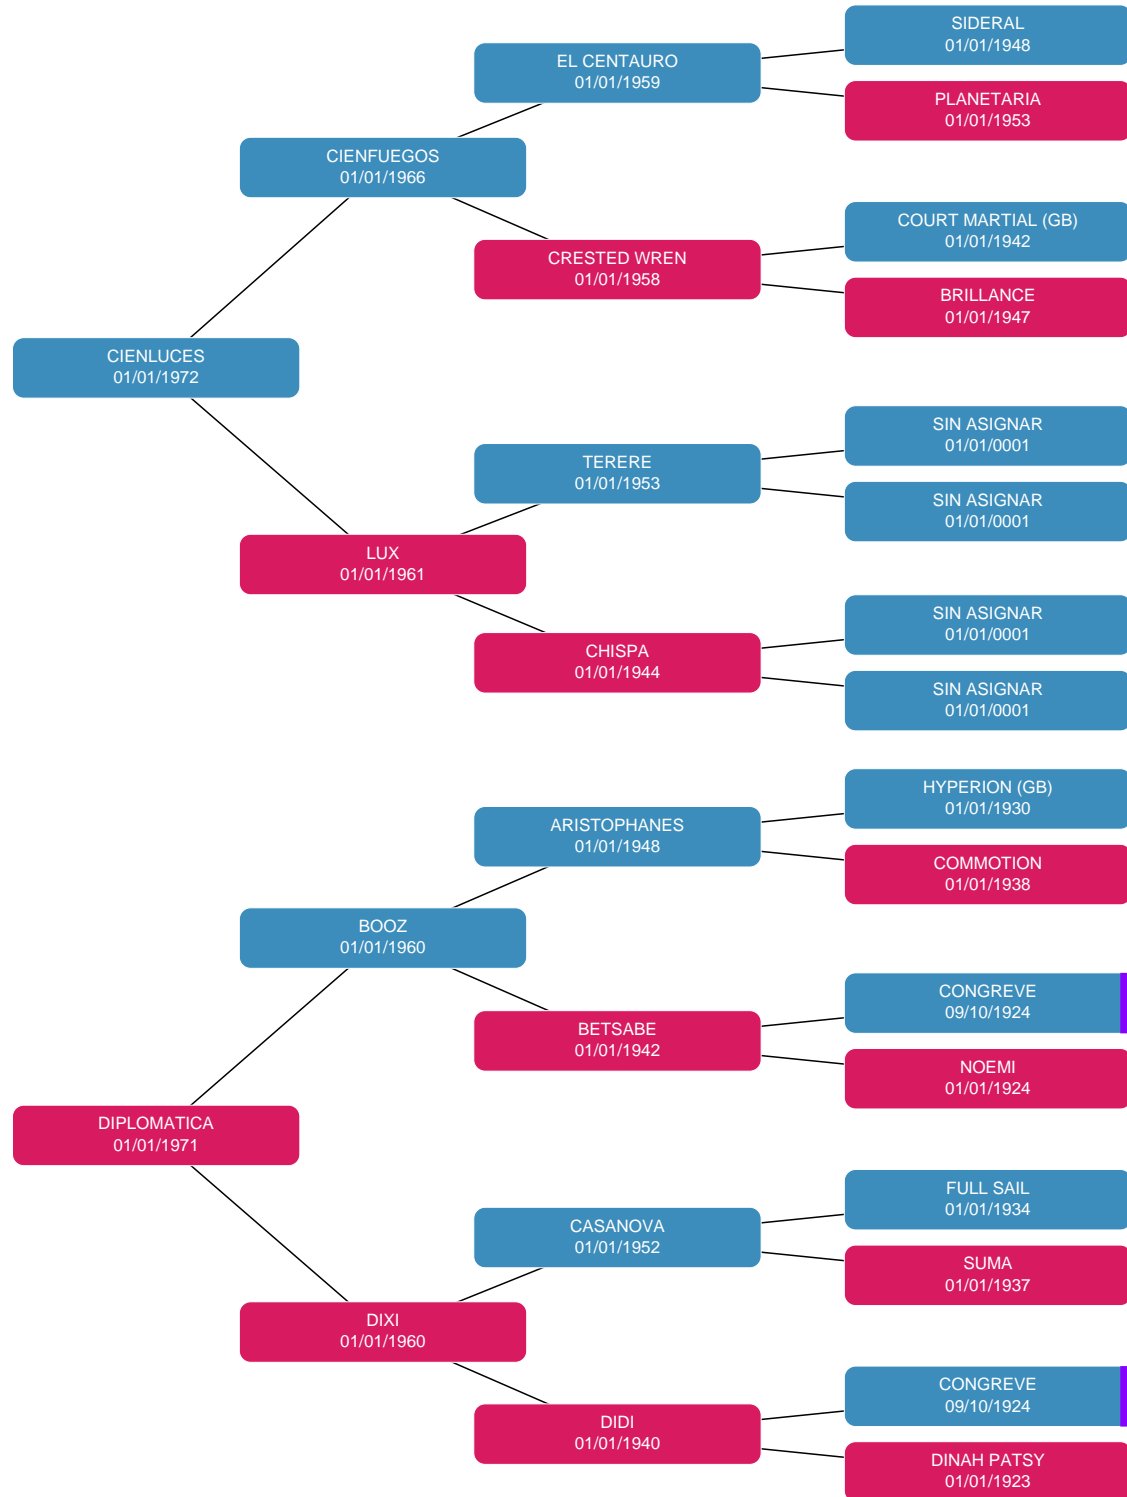 SIDERAL
01/01/1948
EL CENTAURO
01/01/1959
PLANETARIA
01/01/1953
CIENFUEGOS
01/01/1966
COURT MARTIAL (GB)
01/01/1942
CRESTED WREN
01/01/1958
BRILLANCE
01/01/1947
CIENLUCES
01/01/1972
SIN ASIGNAR
01/01/0001
TERERE
01/01/1953
SIN ASIGNAR
01/01/0001
LUX
01/01/1961
SIN ASIGNAR
01/01/0001
CHISPA
01/01/1944
SIN ASIGNAR
01/01/0001
HYPERION (GB)
01/01/1930
ARISTOPHANES
01/01/1948
COMMOTION
01/01/1938
BOOZ
01/01/1960
CONGREVE
09/10/1924
BETSABE
01/01/1942
NOEMI
01/01/1924
DIPLOMATICA
01/01/1971
FULL SAIL
01/01/1934
CASANOVA
01/01/1952
SUMA
01/01/1937
DIXI
01/01/1960
CONGREVE
09/10/1924
DIDI
01/01/1940
DINAH PATSY
01/01/1923